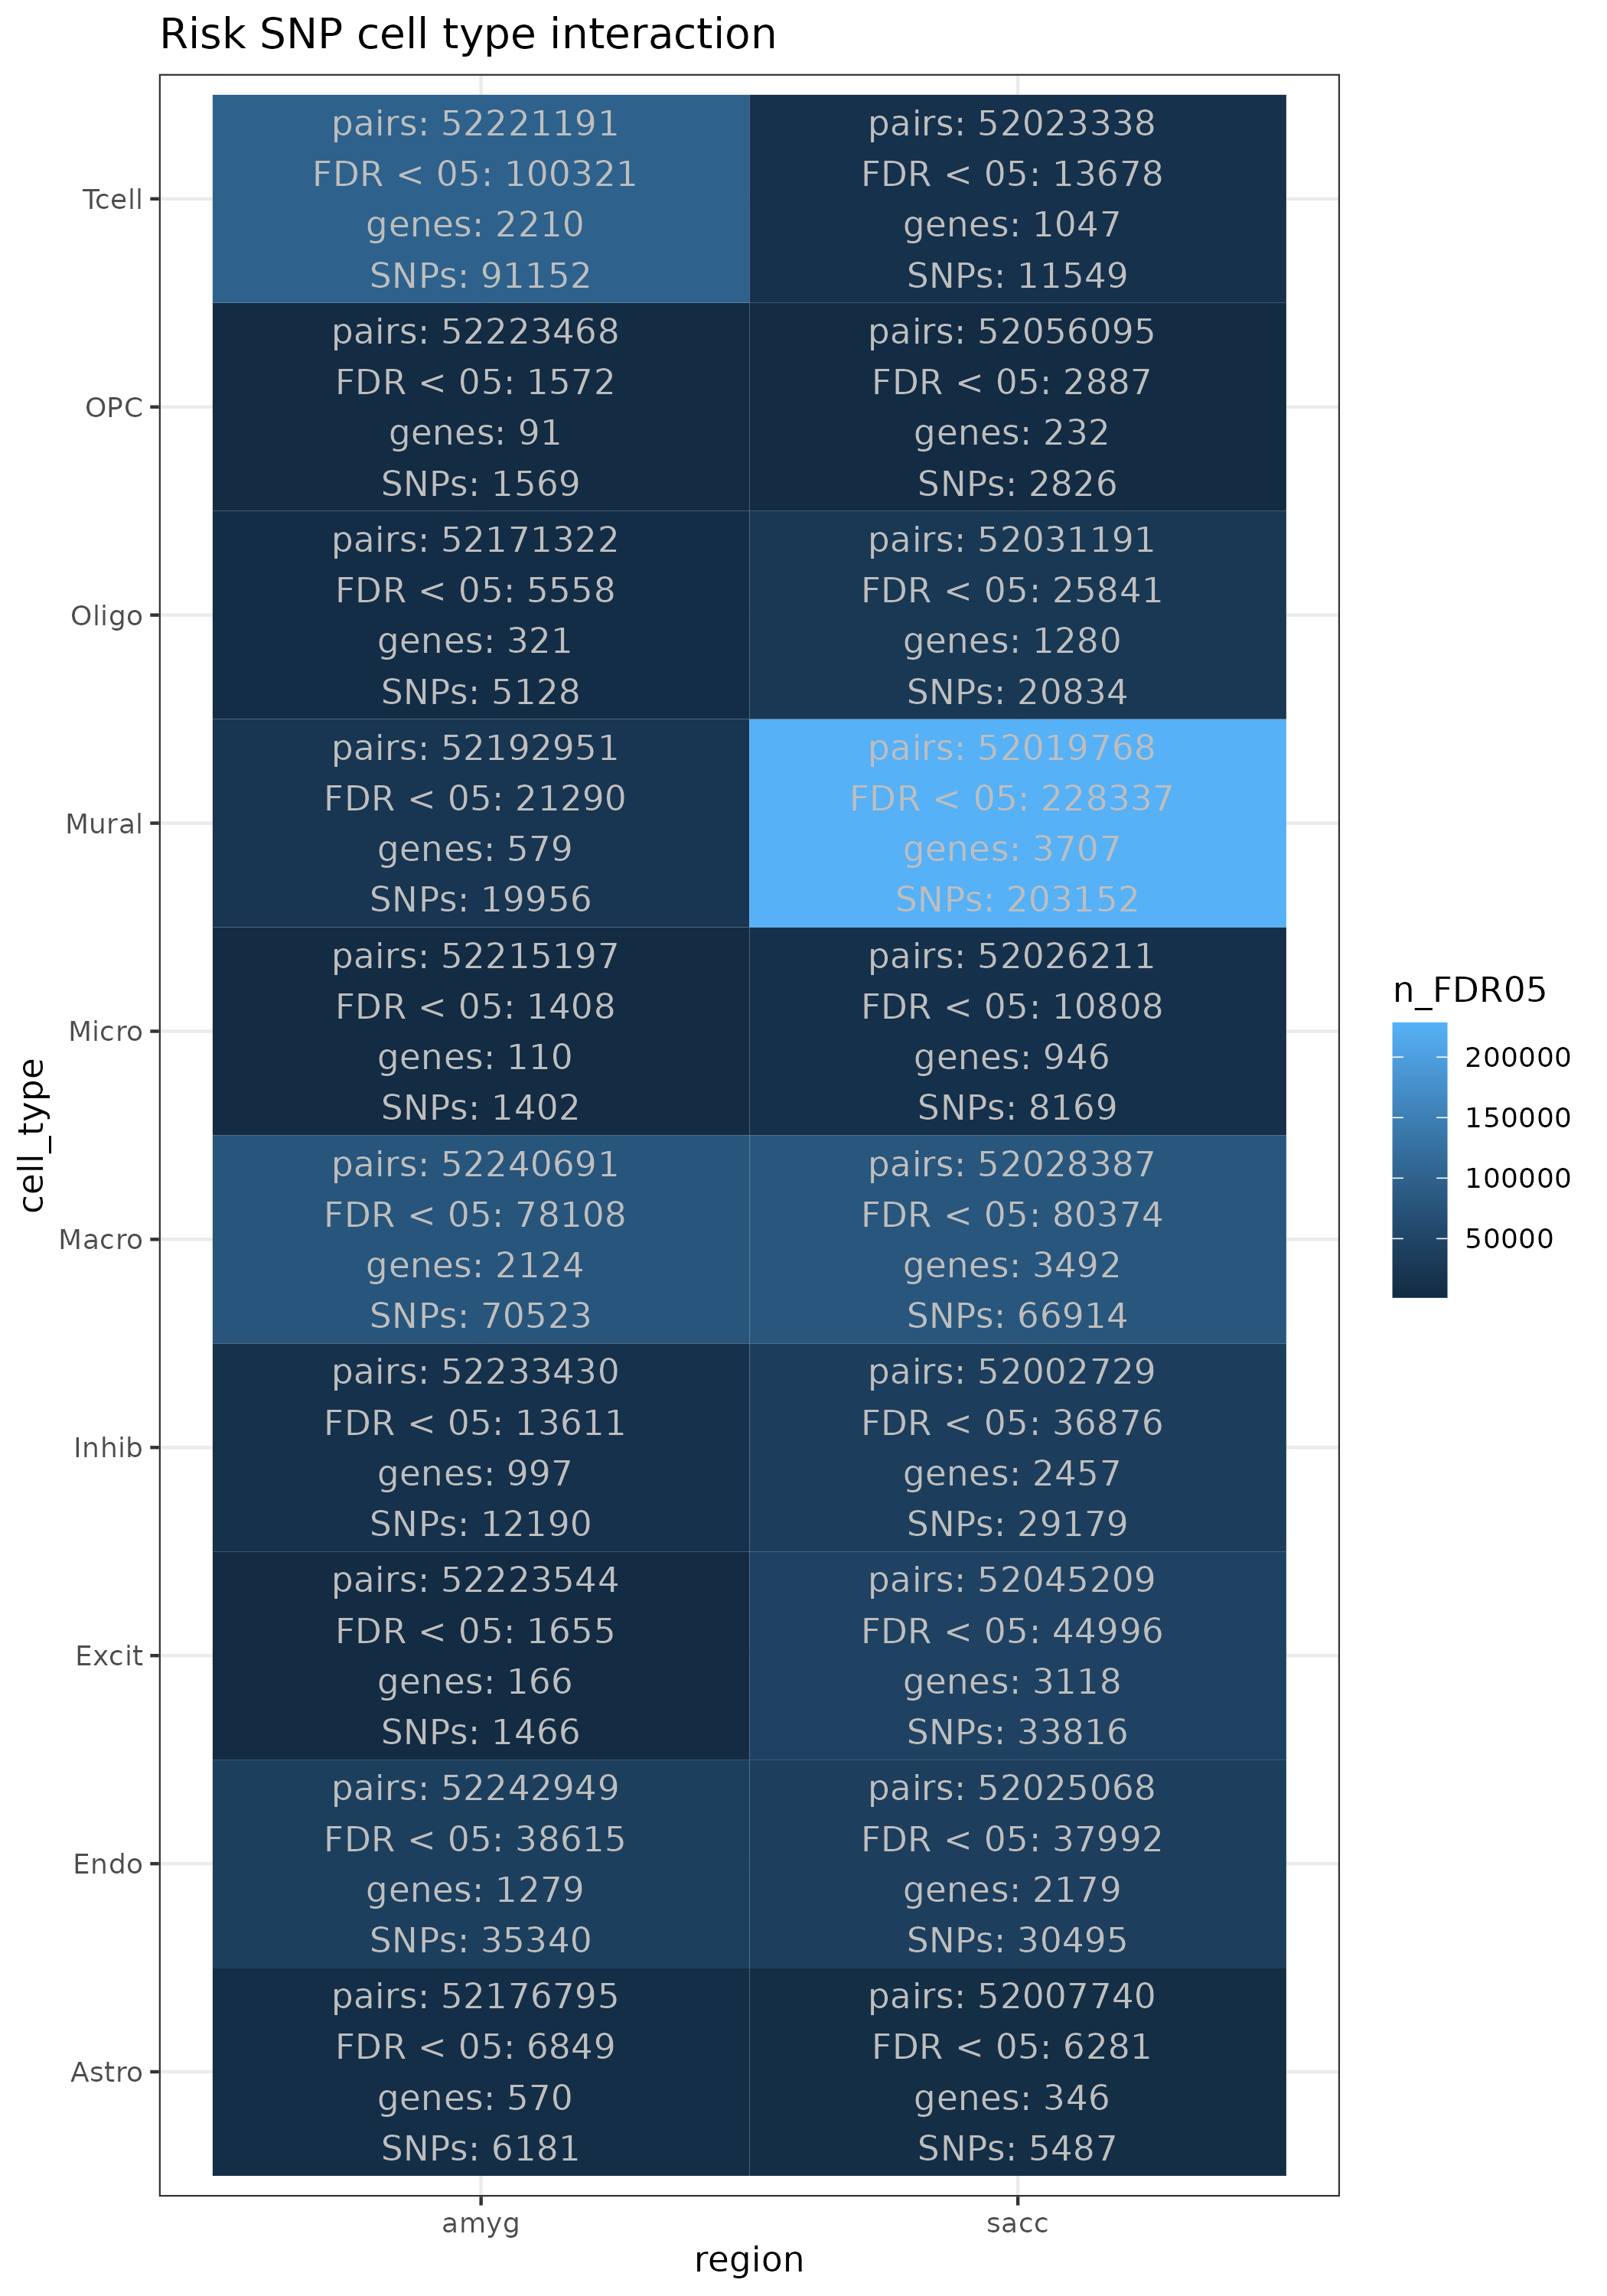 Risk SNP cell type interaction
cell_type
Tcell
pairs: 52221191
FDR < 05: 100321
genes: 2210
SNPs: 91152
pairs: 52023338
FDR < 05: 13678
genes: 1047
SNPs: 11549
OPC
pairs: 52223468
FDR < 05: 1572
genes: 91
SNPs: 1569
pairs: 52056095
FDR < 05: 2887
genes: 232
SNPs: 2826
Oligo
pairs: 52171322
FDR < 05: 5558
genes: 321
SNPs: 5128
pairs: 52031191
FDR < 05: 25841
genes: 1280
SNPs: 20834
Mural
pairs: 52192951
FDR < 05: 21290
genes: 579
SNPs: 19956
pairs: 52019768
FDR < 05: 228337
genes: 3707
SNPs: 203152
Micro
pairs: 52215197
FDR < 05: 1408
genes: 110
SNPs: 1402
pairs: 52026211
FDR < 05: 10808
genes: 946
SNPs: 8169
Macro
pairs: 52240691
FDR < 05: 78108
genes: 2124
SNPs: 70523
pairs: 52028387
FDR < 05: 80374
genes: 3492
SNPs: 66914
Inhib
pairs: 52233430
FDR < 05: 13611
genes: 997
SNPs: 12190
pairs: 52002729
FDR < 05: 36876
genes: 2457
SNPs: 29179
Excit
pairs: 52223544
FDR < 05: 1655
genes: 166
SNPs: 1466
pairs: 52045209
FDR < 05: 44996
genes: 3118
SNPs: 33816
Endo
pairs: 52242949
FDR < 05: 38615
genes: 1279
SNPs: 35340
pairs: 52025068
FDR < 05: 37992
genes: 2179
SNPs: 30495
Astro
pairs: 52176795
FDR < 05: 6849
genes: 570
SNPs: 6181
pairs: 52007740
FDR < 05: 6281
genes: 346
SNPs: 5487
amyg
sacc
region
n_FDR05
200000
150000
100000
50000